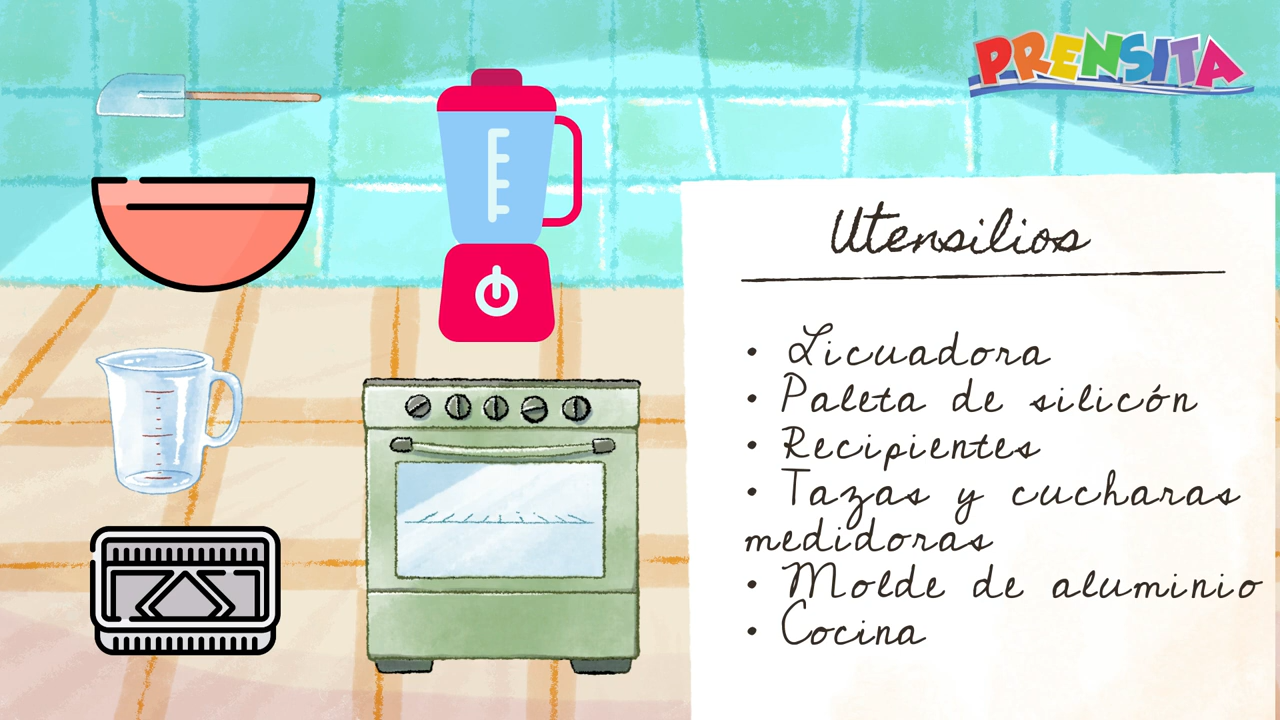 PRENSITA
Utensilios
• Licuadora
• Paleta de silicón
• Recipientes
• Tazas y cucharas
medidoras
• Molde de aluminio
• Cocina